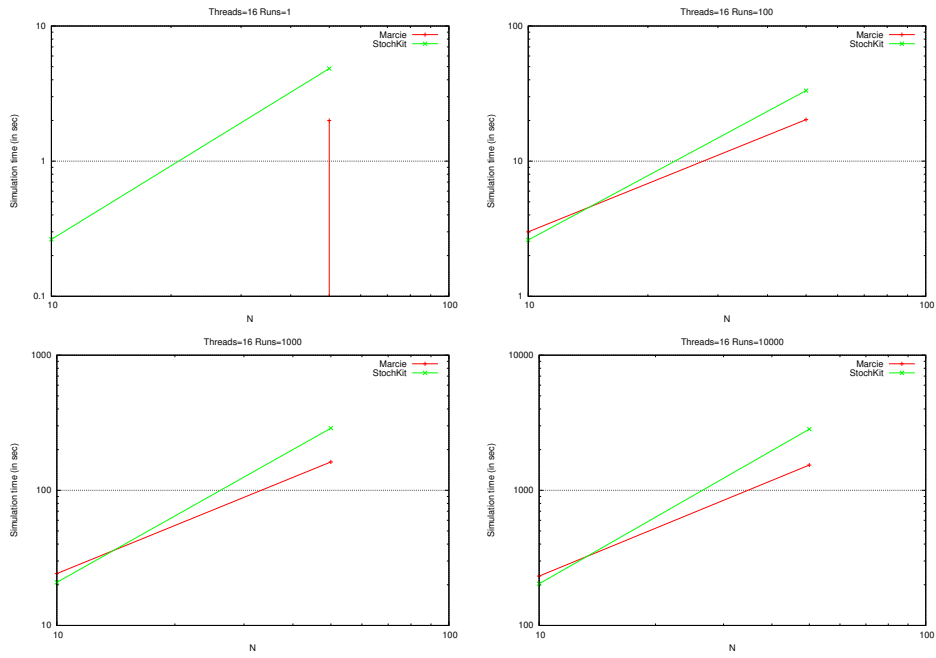 Threads=16 Runs=1
10
1
0.1
10
100
Simulation time (in sec)
N
Marcie
StochKit
Threads=16 Runs=100
100
10
1
10
100
Simulation time (in sec)
N
Marcie
StochKit
Threads=16 Runs=1000
1000
100
10
10
100
Simulation time (in sec)
N
Marcie
StochKit
Threads=16 Runs=10000
10000
1000
100
10
100
Simulation time (in sec)
N
Marcie
StochKit